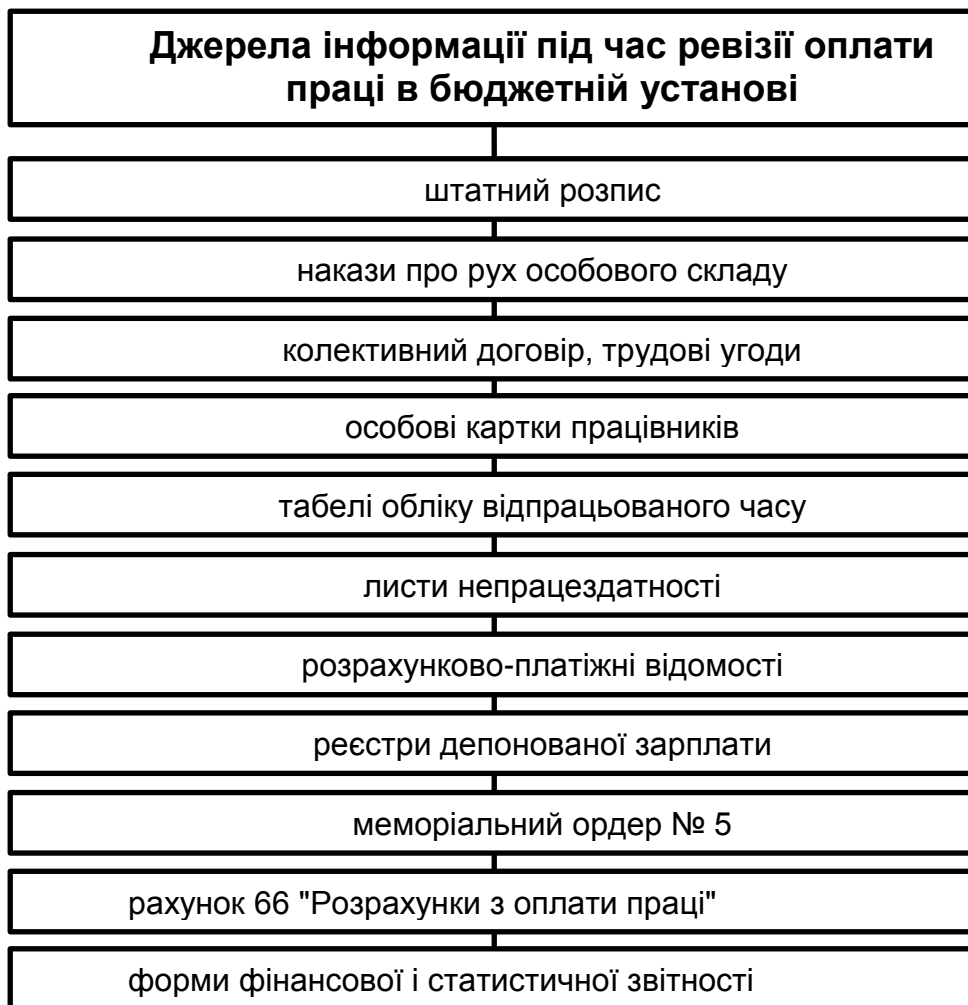 Джерела інформації під час ревізії оплати
праці в бюджетній установі
штатний розпис
накази про рух особового складу
колективний договір, трудові угоди
особові картки працівників
табелі обліку відпрацьованого часу
листи непрацездатності
розрахунково-платіжні відомості
реєстри депонованої зарплати
меморіальний ордер № 5
рахунок 66 "Розрахунки з оплати праці"
форми фінансової і статистичної звітності